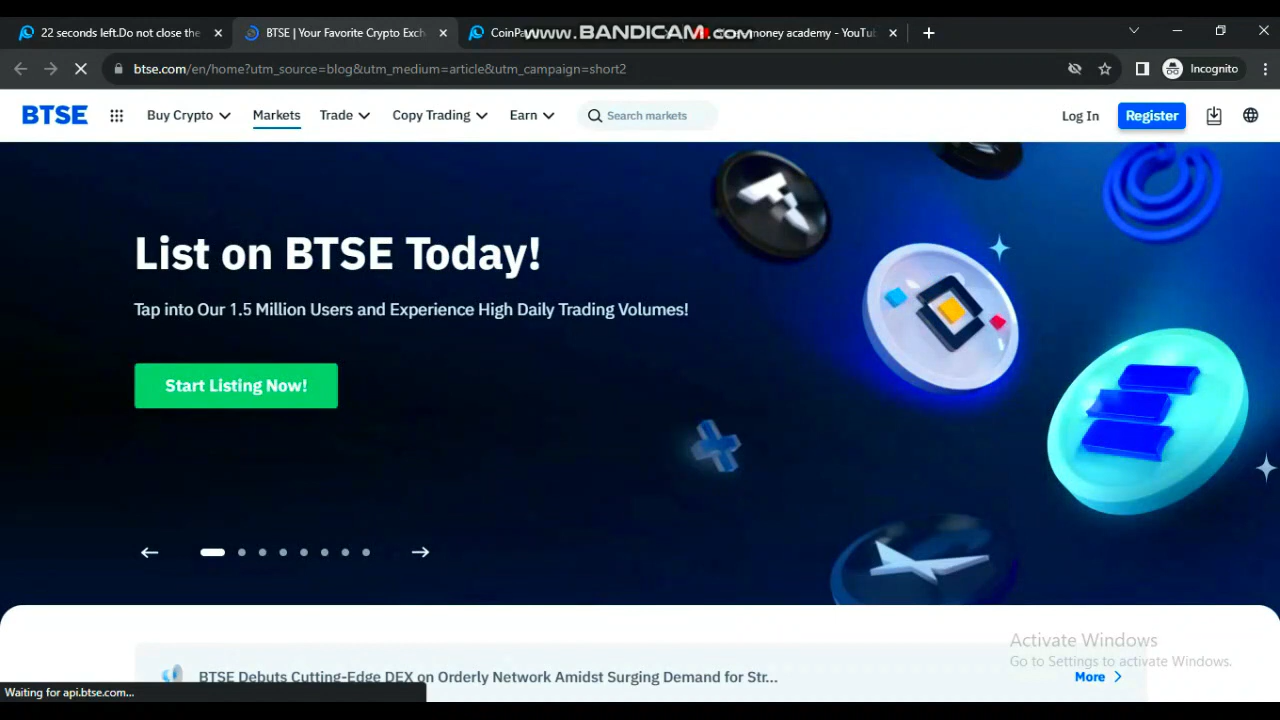 22 seconds left.Do not close the
BTSE | Your Favorite Crypto Exch
CoinPa
www.BANDICAM.com
money academy - YouTu
btse.com/en/home?utm_source=blog&utm_medium=article&utm_campaign=short2
Incognito
BTSE
Buy Crypto
Markets
Trade
Copy Trading
Earn
Search markets
Log In
Register
List on BTSE Today!
Tap into Our 1.5 Million Users and Experience High Daily Trading Volumes!
Start Listing Now!
Activate Windows
Go to Settings to activate Windows.
BTSE Debuts Cutting-Edge DEX on Orderly Network Amidst Surging Demand for Str...
More
Waiting for api.btse.com...